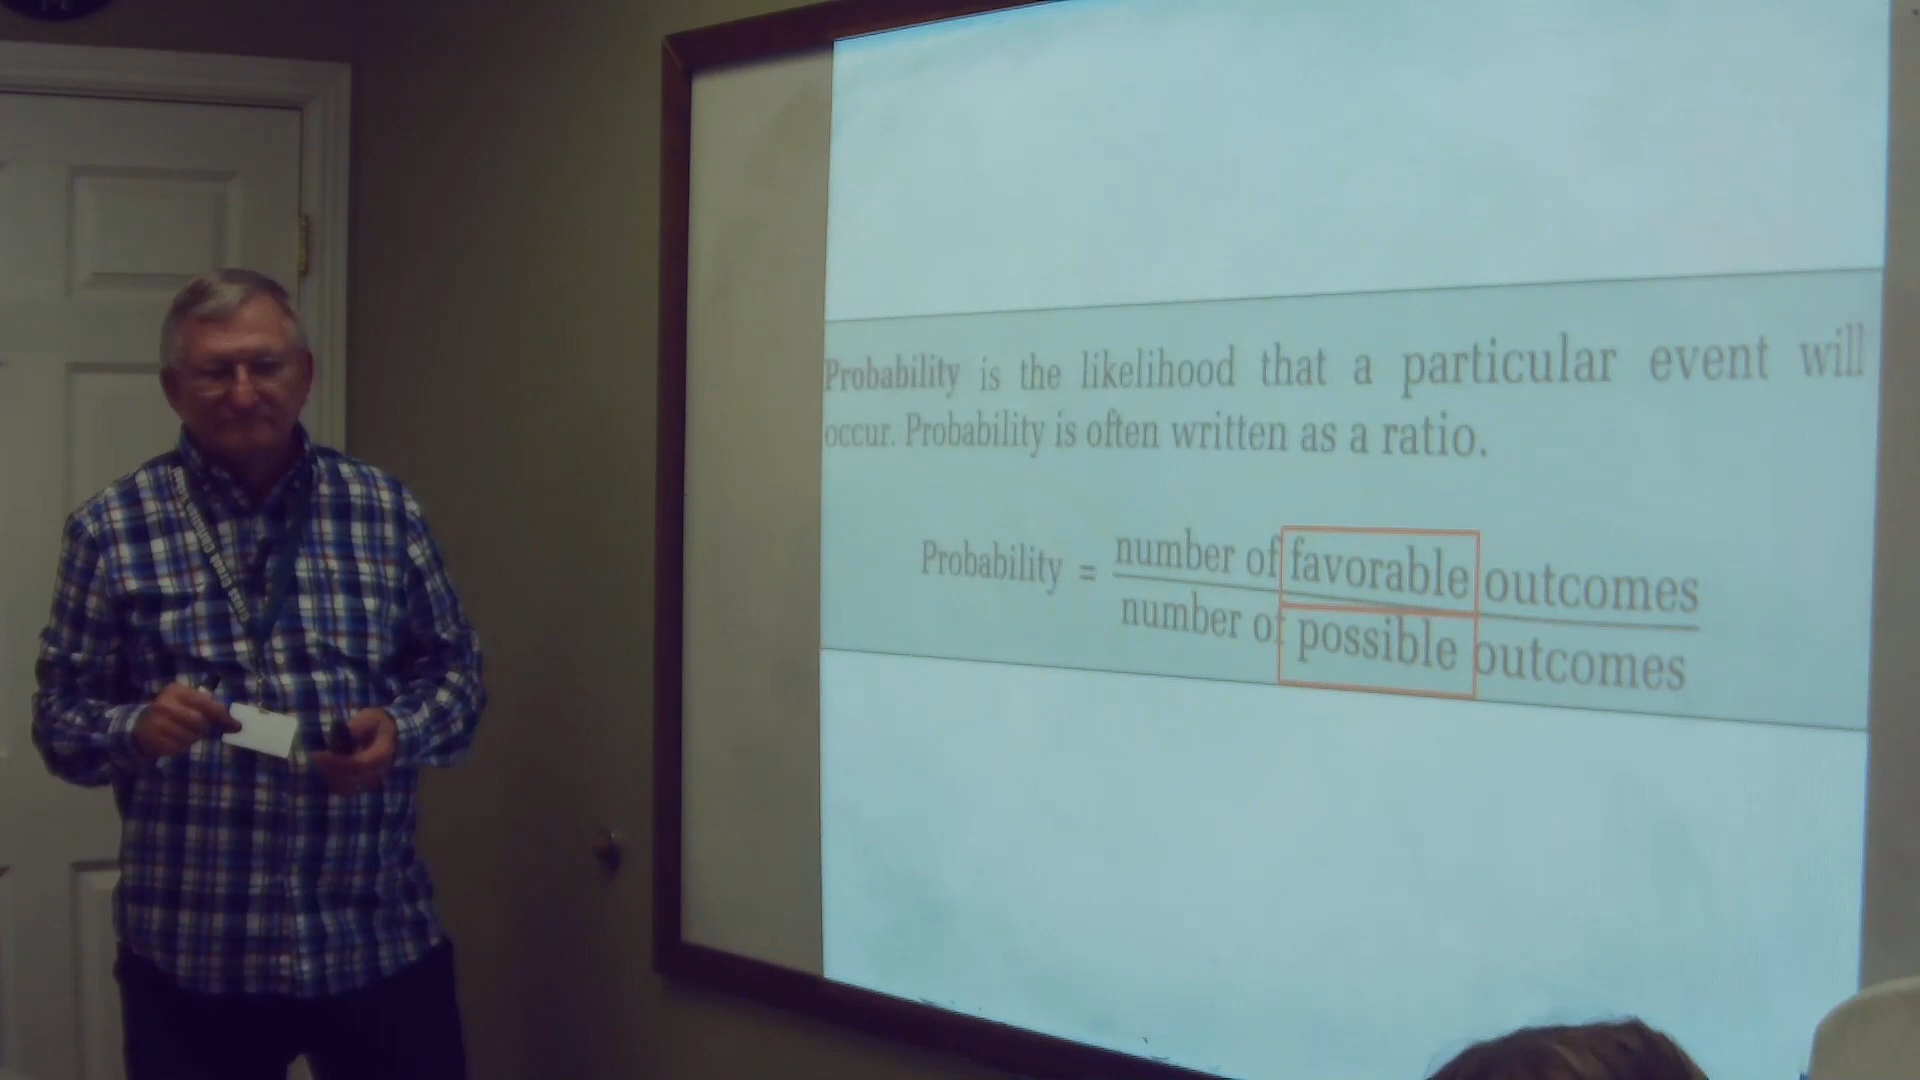 Probability is the likelihood that a particular event will
occur. Probability is often written as a ratio.
Probability = number of favorable outcomes
number of possible outcomes